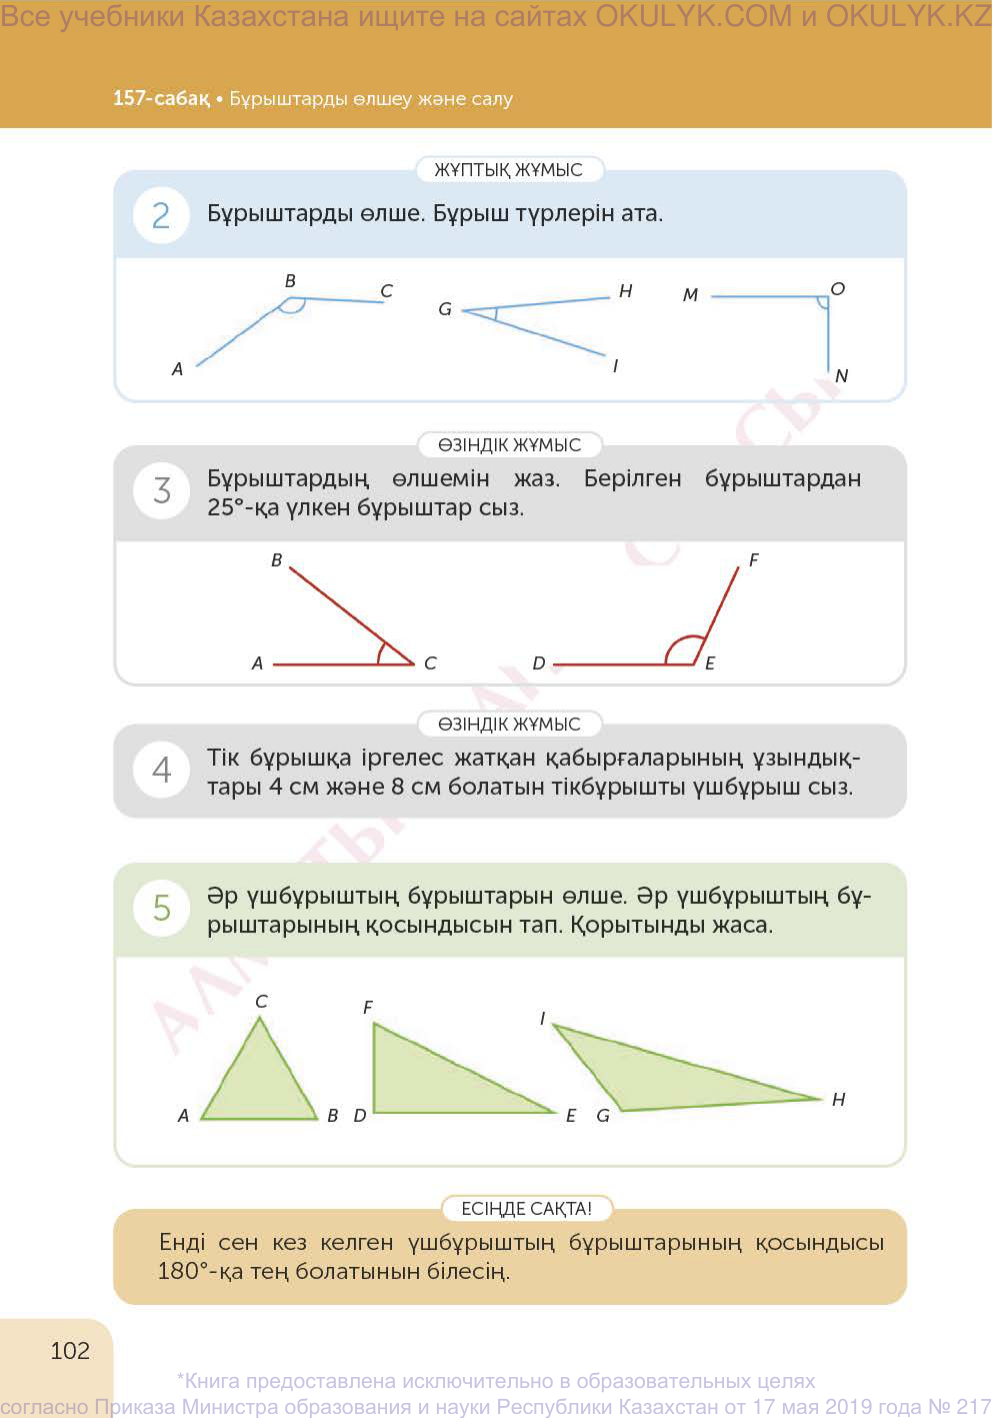 Все учебники Казахстана ищите на сайтах OKULYK.COM и OKULYK.KZ
157-сабақ • Бұрыштарды өлшеу және салу
ЖҰПТЫҚ ЖҰМЫС
2 Бұрыштарды өлше. Бұрыш түрлерін ата.
A B C G H I M O N
ӨЗІНДІК ЖҰМЫС
3 Бұрыштардың өлшемін жаз. Берілген бұрыштардан
25°-қа үлкен бұрыштар сыз.
B A C D F E
ӨЗІНДІК ЖҰМЫС
4 Тік бұрышқа іргелес жатқан қабырғаларының ұзындық-
тары 4 см және 8 см болатын тікбұрышты үшбұрыш сыз.
5 Әр үшбұрыштың бұрыштарын өлше. Әр үшбұрыштың бұ-
рыштарының қосындысын тап. Қорытынды жаса.
C F I
A B D E G H
ЕСІҢДЕ САҚТА!
Енді сен кез келген үшбұрыштың бұрыштарының қосындысы
180°-қа тең болатынын білесің.
102
*Книга предоставлена исключительно в образовательных целях
согласно Приказа Министра образования и науки Республики Казахстан от 17 мая 2019 года № 217